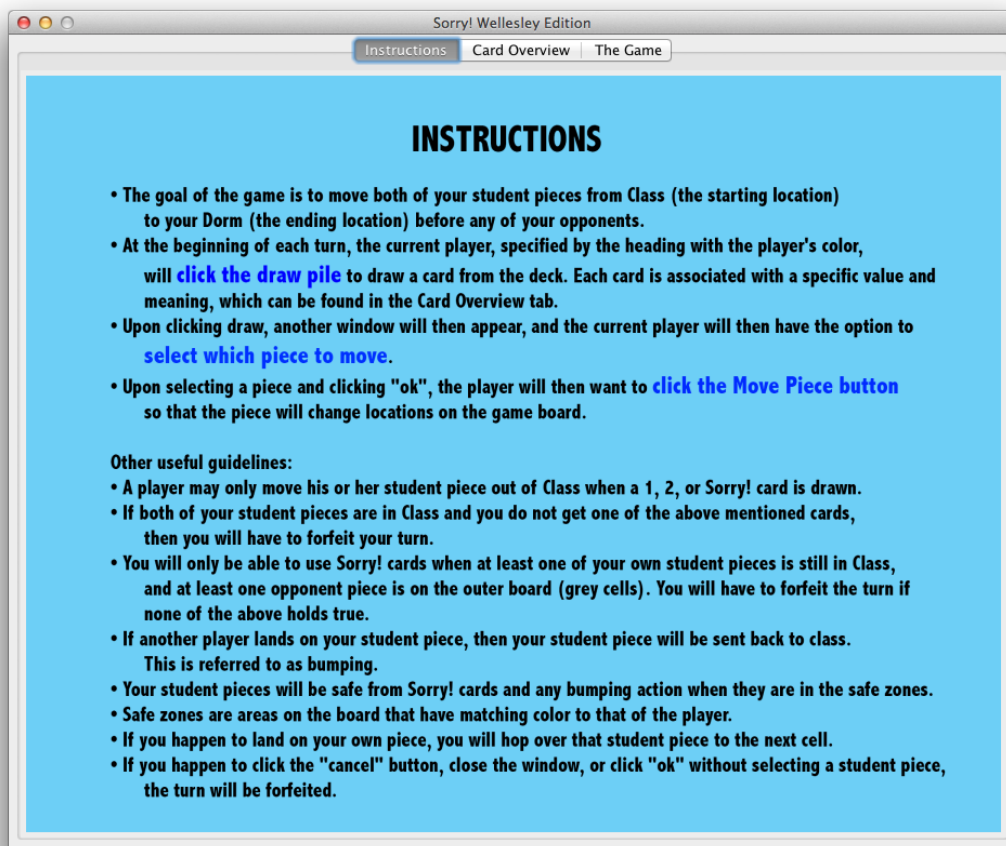 Sorry! Wellesley Edition
Instructions Card Overview The Game
INSTRUCTIONS
• The goal of the game is to move both of your student pieces from Class (the starting location)
to your Dorm (the ending location) before any of your opponents.
• At the beginning of each turn, the current player, specified by the heading with the player's color,
will click the draw pile to draw a card from the deck. Each card is associated with a specific value and
meaning, which can be found in the Card Overview tab.
• Upon clicking draw, another window will then appear, and the current player will then have the option to
select which piece to move.
• Upon selecting a piece and clicking "ok", the player will then want to click the Move Piece button
so that the piece will change locations on the game board.
Other useful guidelines:
• A player may only move his or her student piece out of Class when a 1, 2, or Sorry! card is drawn.
• If both of your student pieces are in Class and you do not get one of the above mentioned cards,
then you will have to forfeit your turn.
• You will only be able to use Sorry! cards when at least one of your own student pieces is still in Class,
and at least one opponent piece is on the outer board (grey cells). You will have to forfeit the turn if
none of the above holds true.
• If another player lands on your student piece, then your student piece will be sent back to class.
This is referred to as bumping.
• Your student pieces will be safe from Sorry! cards and any bumping action when they are in the safe zones.
• Safe zones are areas on the board that have matching color to that of the player.
• If you happen to land on your own piece, you will hop over that student piece to the next cell.
• If you happen to click the "cancel" button, close the window, or click "ok" without selecting a student piece,
the turn will be forfeited.